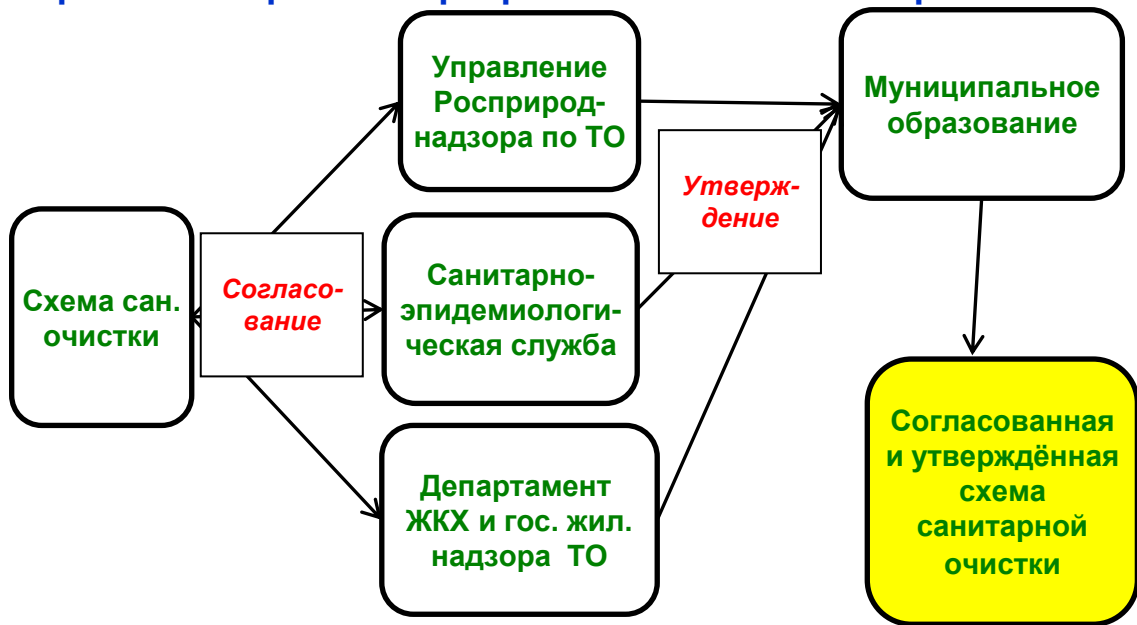 Управление
Росприрод-
надзора по ТО
Муниципальное
образование
Утверж-
дение
Схема сан.
очистки
Согласо-
вание
Санитарно-
эпидемиологи-
ческая служба
Департамент
ЖКХ и гос. жил.
надзора ТО
Согласованная
и утверждённая
схема
санитарной
очистки